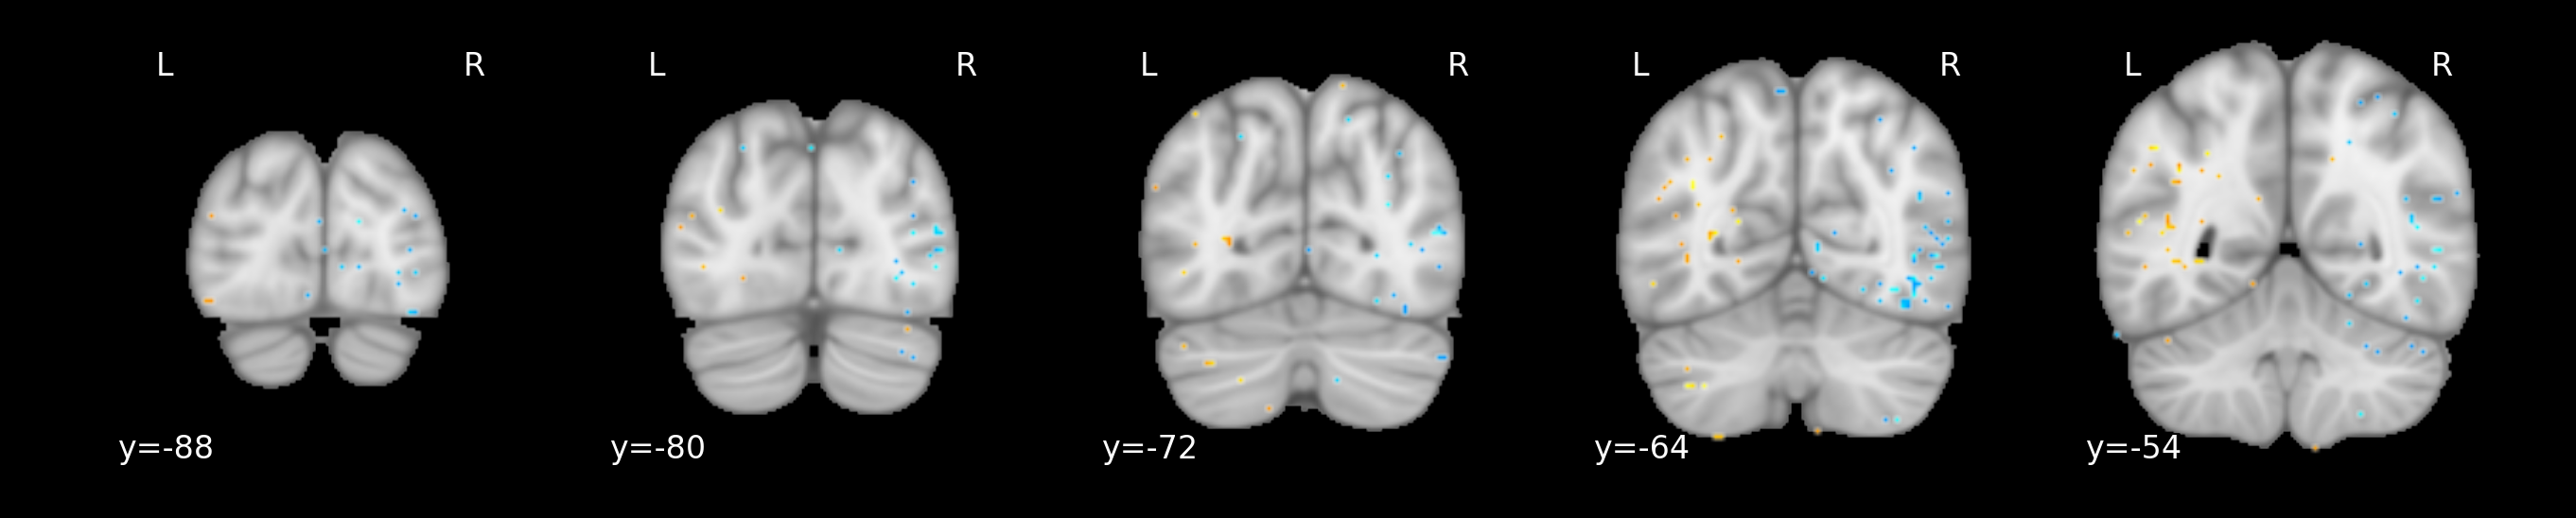 L R L R L R L R L R
y=-88 y=-80 y=-72 y=-64 y=-54